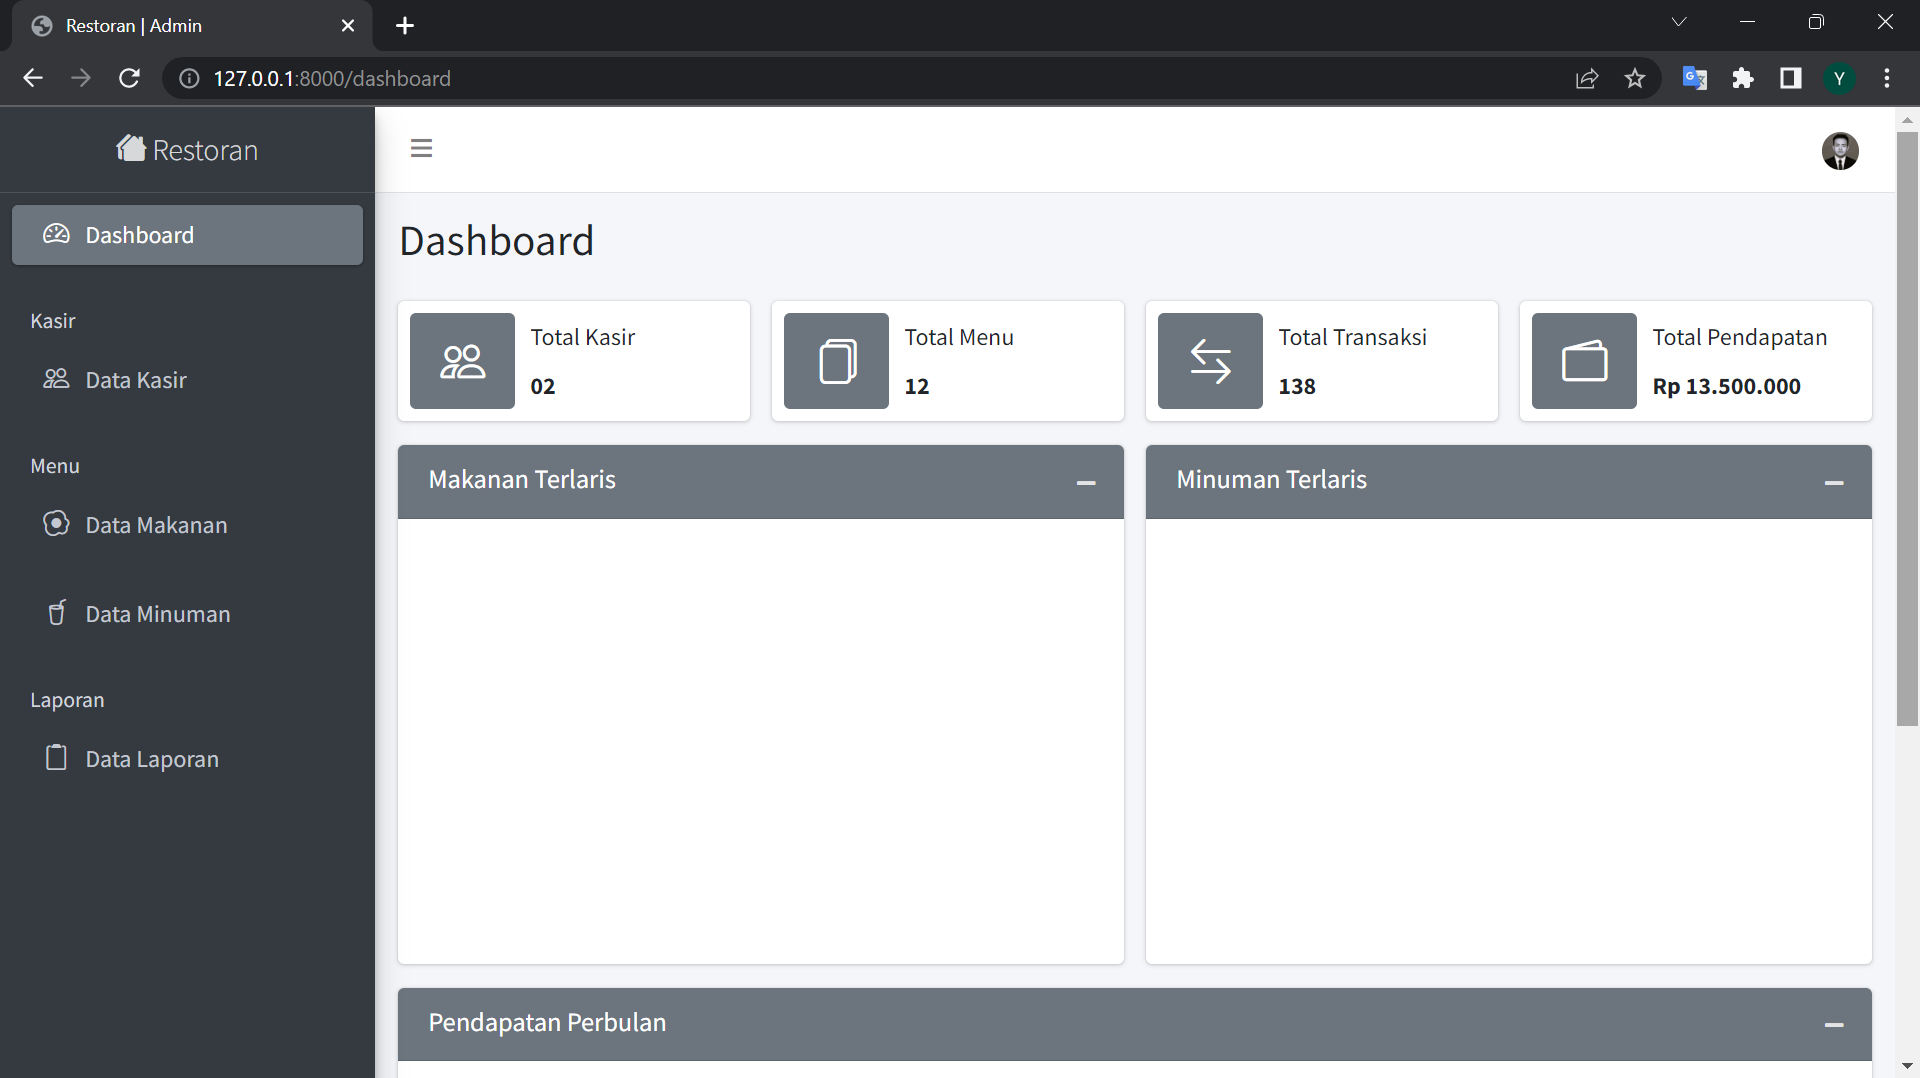 Restoran | Admin
127.0.0.1:8000/dashboard
Y
Restoran
Dashboard
Kasir
Data Kasir
Menu
Data Makanan
Data Minuman
Laporan
Data Laporan
Dashboard
Total Kasir
02
Total Menu
12
Total Transaksi
138
Total Pendapatan
Rp 13.500.000
Makanan Terlaris
Minuman Terlaris
Pendapatan Perbulan